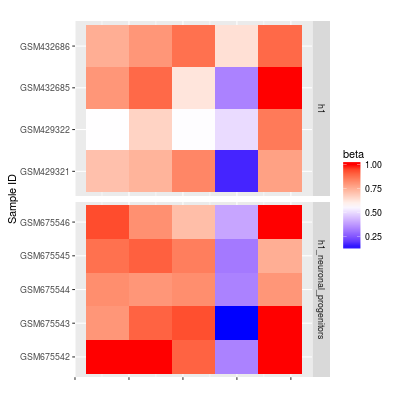 GSM432686
GSM432685
GSM429322
GSM429321
h1
GSM675546
GSM675545
GSM675544
GSM675543
GSM675542
h1_neuronal_progenitors
Sample ID
beta
1.00
0.75
0.50
0.25